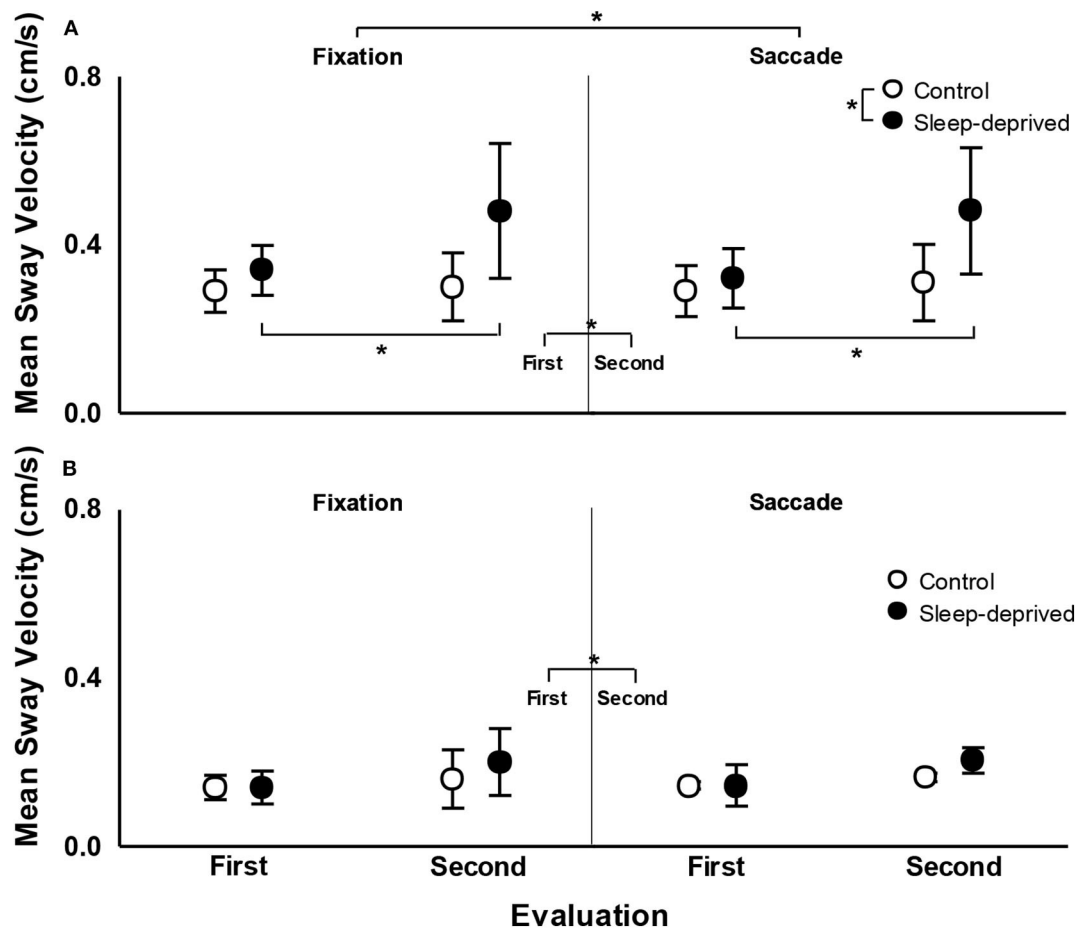 A
*
Fixation Saccade
Mean Sway Velocity (cm/s)
0.8
* Control
Sleep-deprived
0.4
*
First Second
* *
0.0
B
Fixation Saccade
Mean Sway Velocity (cm/s)
0.8
Control
Sleep-deprived
0.4
*
First Second
0.0
First Second First Second
Evaluation